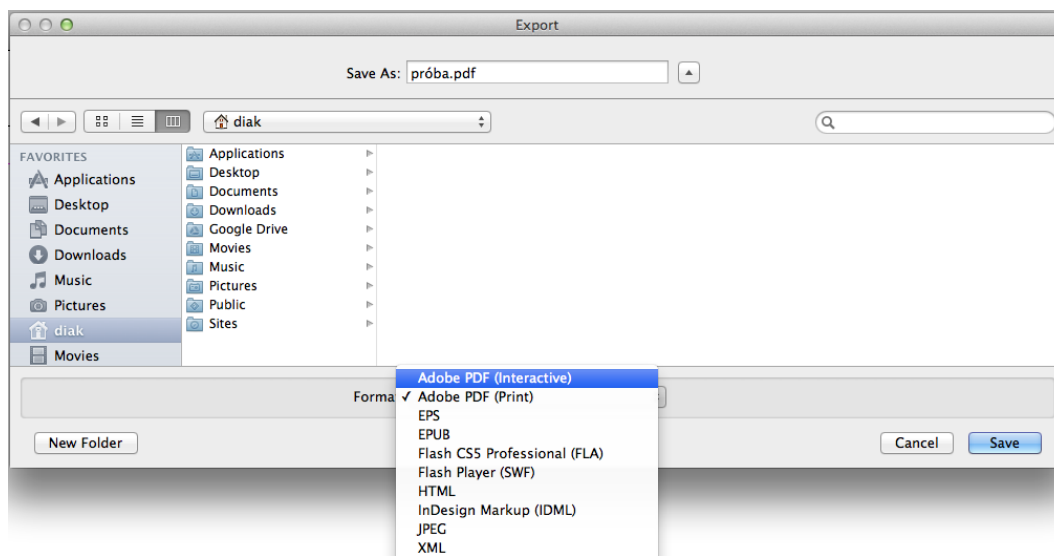 Export
Save As: próba.pdf
diak
FAVORITES
Applications
Desktop
Documents
Downloads
Music
Pictures
diak
Movies
Applications
Desktop
Documents
Downloads
Google Drive
Movies
Music
Pictures
Public
Sites
Format
Adobe PDF (Interactive)
✓ Adobe PDF (Print)
EPS
EPUB
Flash CS5 Professional (FLA)
Flash Player (SWF)
HTML
InDesign Markup (IDML)
JPEG
XML
New Folder
Cancel
Save